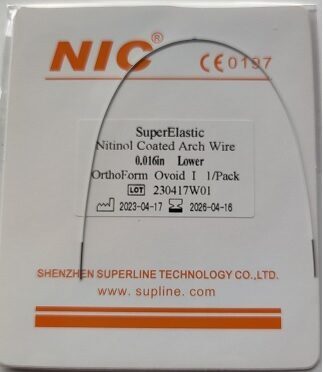 NIC®
CE 0197
SuperElastic
Nitinol Coated Arch Wire
0.016in Lower
OrthoForm Ovoid I 1/Pack
LOT 230417W01
2023-04-17 2026-04-16
SHENZHEN SUPERLINE TECHNOLOGY CO.,LTD.
www. supline. com